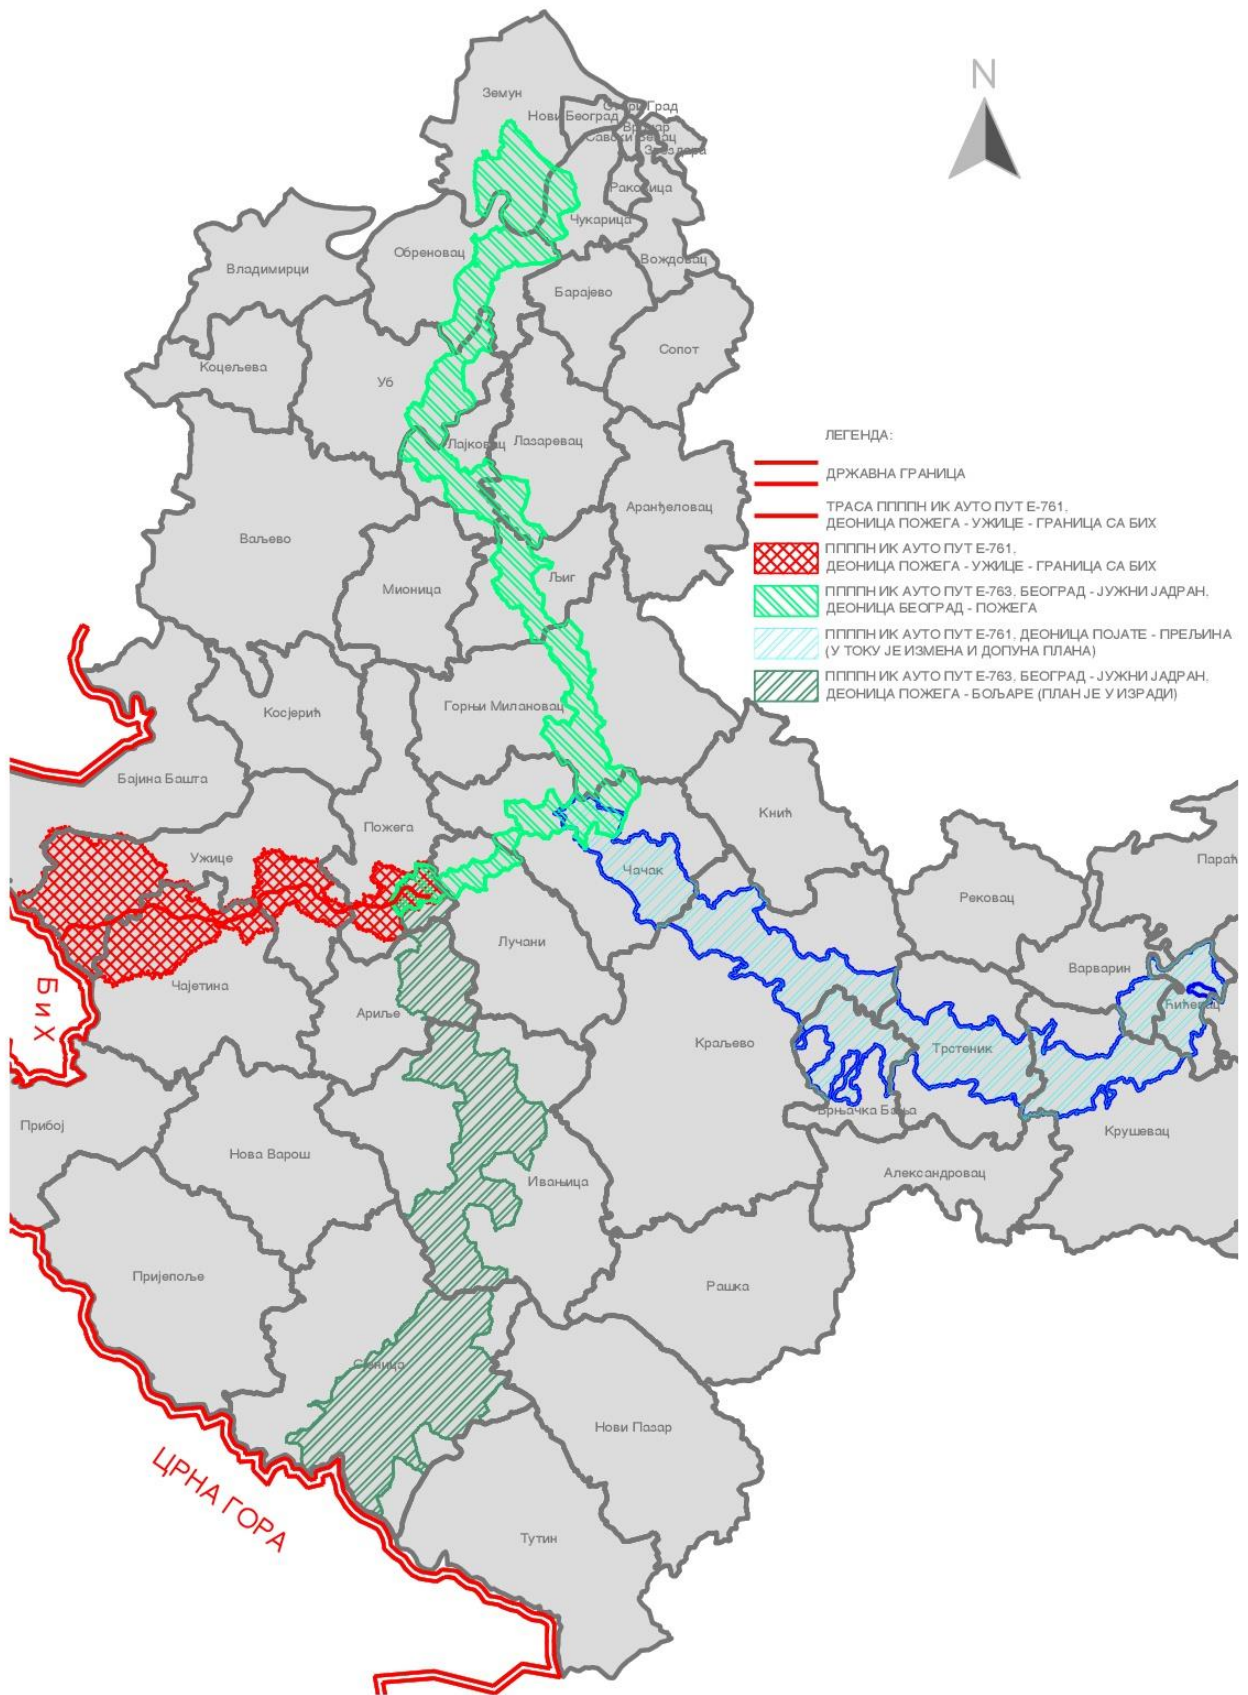 N
Земун
Стари Град
Нови Београд
Врачар
Савски Венац
Звездара
Раковица
Чукарица
Обреновац
Вождовац
Владимирци
Барајево
Сопот
Коцељева
Уб
Лајковац
Лазаревац
Аранђеловац
Ваљево
Љиг
Мионица
ЛЕГЕНДА:
ДРЖАВНА ГРАНИЦА
ТРАСА ПППППН ИК АУТО ПУТ Е-761,
ДЕОНИЦА ПОЖЕГА - УЖИЦЕ - ГРАНИЦА СА БИХ
ПППППН ИК АУТО ПУТ Е-761,
ДЕОНИЦА ПОЖЕГА - УЖИЦЕ - ГРАНИЦА СА БИХ
ПППППН ИК АУТО ПУТ Е-763, БЕОГРАД - ЈУЖНИ ЈАДРАН,
ДЕОНИЦА БЕОГРАД - ПОЖЕГА
ПППППН ИК АУТО ПУТ Е-761, ДЕОНИЦА ПОЈАТЕ - ПРЕЉИНА
(У ТОКУ ЈЕ ИЗМЕНА И ДОПУНА ПЛАНА)
ПППППН ИК АУТО ПУТ Е-763, БЕОГРАД - ЈУЖНИ ЈАДРАН,
ДЕОНИЦА ПОЖЕГА - БОЉАРЕ (ПЛАН ЈЕ У ИЗРАДИ)
Косјерић
Горњи Милановац
Бајина Башта
Кнић
Пожега
Ужице
Чачак
Параћ
Рековац
Лучани
Варварин
Чајетина
Ариље
Ћићевац
БиХ
Краљево
Трстеник
Врњачка Бања
Прибој
Крушевац
Нова Варош
Ивањица
Александровац
Пријепоље
Рашка
Сјеница
Нови Пазар
ЦРНА ГОРА
Тутин